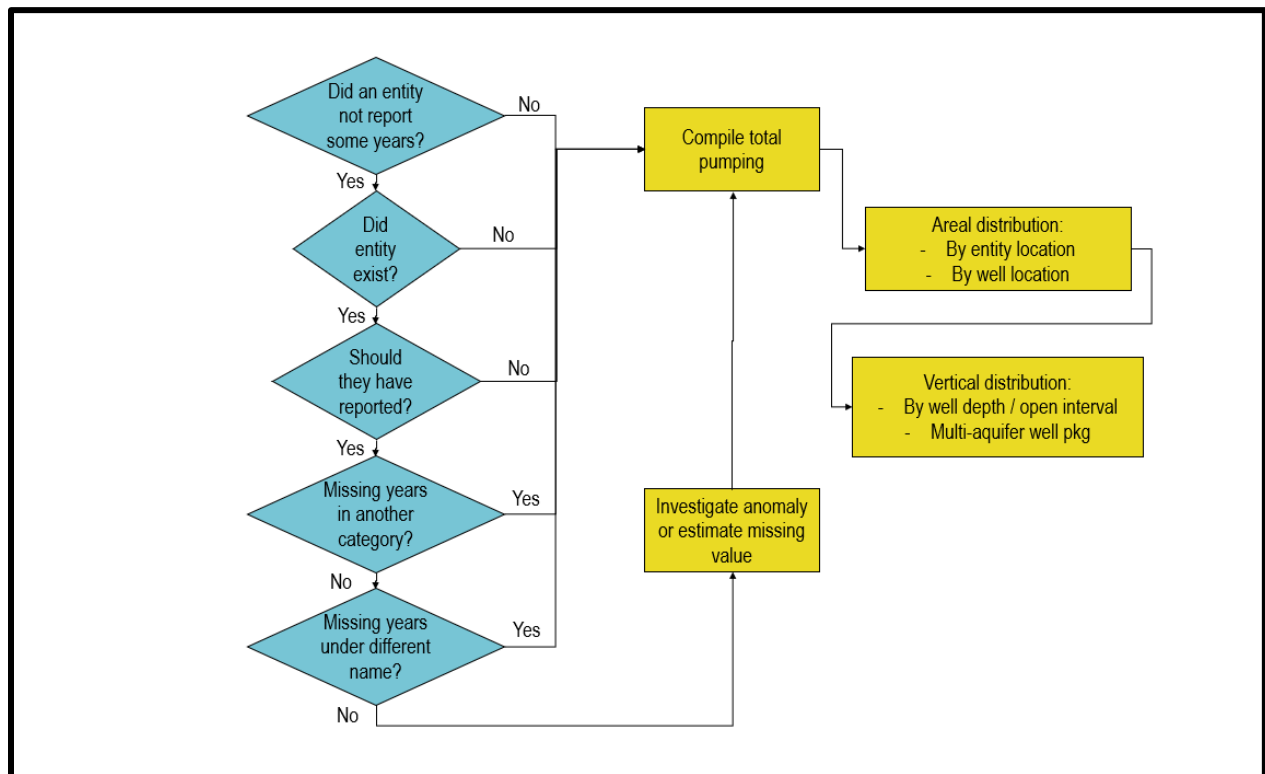 Did an entity
not report
some years?
No
Yes
Did
entity
exist?
No
Yes
Should
they have
reported?
No
Yes
Missing years
in another
category?
Yes
No
Missing years
under different
name?
Yes
No
Compile total
pumping
Areal distribution:
- By entity location
- By well location
Vertical distribution:
- By well depth / open interval
- Multi-aquifer well pkg
Investigate anomaly
or estimate missing
value